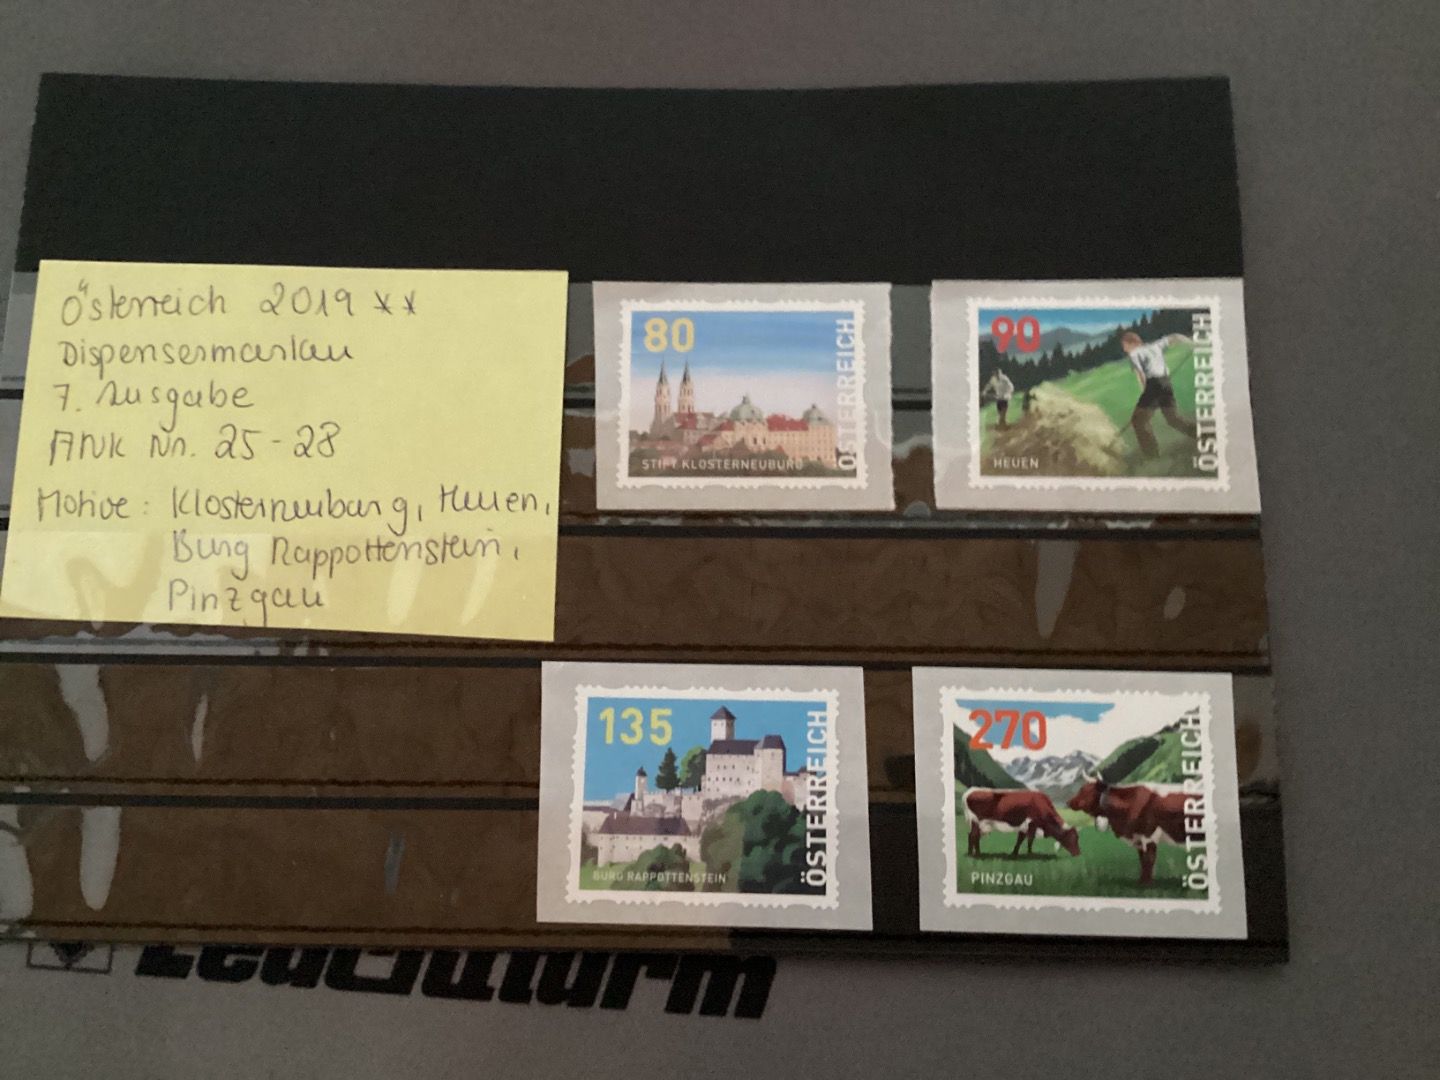 Österreich 2019 **
Dispensermarken
7. Ausgabe
ANK Nr. 25-28
Motive: Klosterneuburg, Heuen,
Burg Rappottenstein,
Pinzgau
80
ÖSTERREICH
STIFT KLOSTERNEUBURG
90
ÖSTERREICH
HEUEN
135
ÖSTERREICH
BURG RAPPOTTENSTEIN
270
ÖSTERREICH
PINZGAU
Leuchtturm